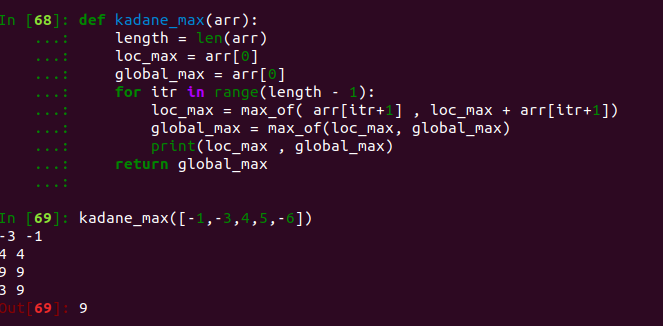 In [68]: def kadane_max(arr):
    ...:     length = len(arr)
    ...:     loc_max = arr[0]
    ...:     global_max = arr[0]
    ...:     for itr in range(length - 1):
    ...:         loc_max = max_of( arr[itr+1] , loc_max + arr[itr+1])
    ...:         global_max = max_of(loc_max, global_max)
    ...:         print(loc_max , global_max)
    ...:     return global_max
    ...:
In [69]: kadane_max([-1,-3,4,5,-6])
-3 -1
4 4
9 9
3 9
Out[69]: 9